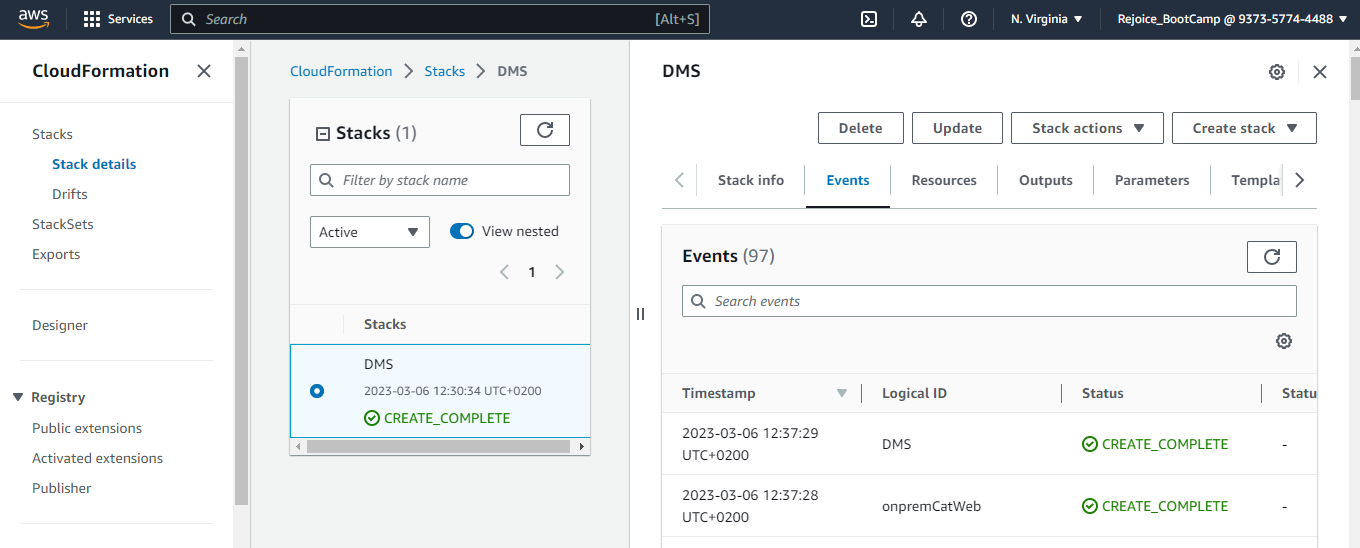 aws
Services
Search
[Alt+S]
N. Virginia
Rejoice_BootCamp @ 9373-5774-4488
CloudFormation
Stacks
Stack details
Drifts
StackSets
Exports
Designer
Registry
Public extensions
Activated extensions
Publisher
CloudFormation
Stacks
DMS
Stacks (1)
Filter by stack name
Active
View nested
1
Stacks
DMS
2023-03-06 12:30:34 UTC+0200
CREATE_COMPLETE
DMS
Delete
Update
Stack actions
Create stack
Stack info
Events
Resources
Outputs
Parameters
Templa
Events (97)
Search events
Timestamp
Logical ID
Status
Statu
2023-03-06 12:37:29
UTC+0200
DMS
CREATE_COMPLETE
-
2023-03-06 12:37:28
UTC+0200
onpremCatWeb
CREATE_COMPLETE
-